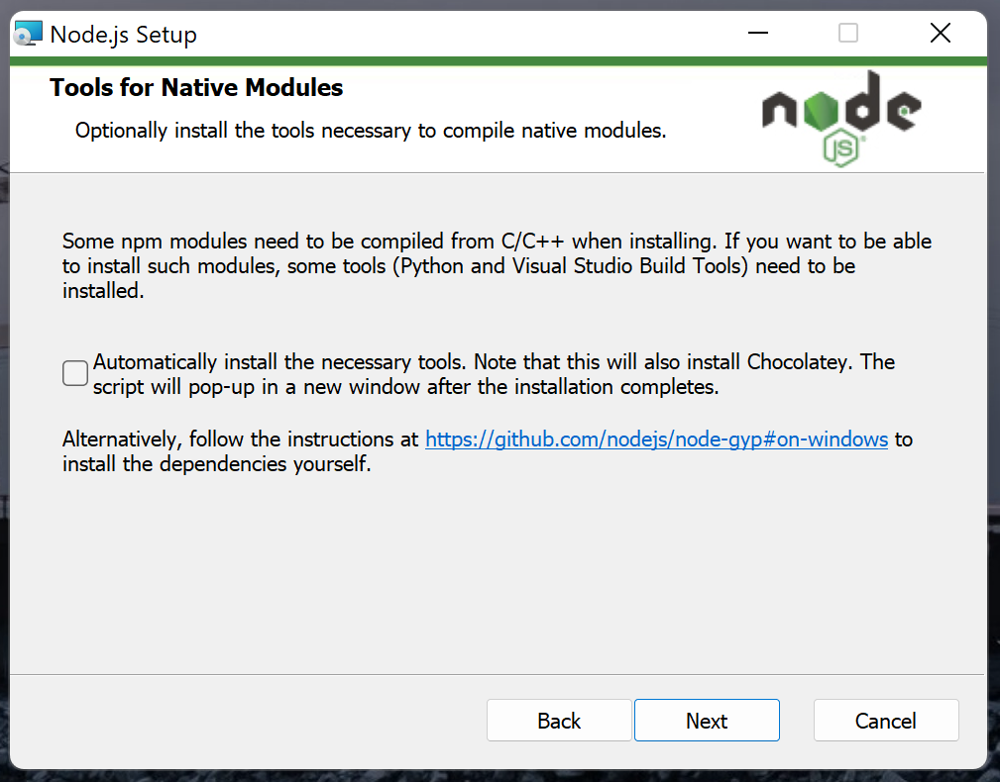 Node.js Setup
Tools for Native Modules
Optionally install the tools necessary to compile native modules.
node
JS
Some npm modules need to be compiled from C/C++ when installing. If you want to be able
to install such modules, some tools (Python and Visual Studio Build Tools) need to be
installed.
Automatically install the necessary tools. Note that this will also install Chocolatey. The
script will pop-up in a new window after the installation completes.
Alternatively, follow the instructions at https://github.com/nodejs/node-gyp#on-windows to
install the dependencies yourself.
Back
Next
Cancel